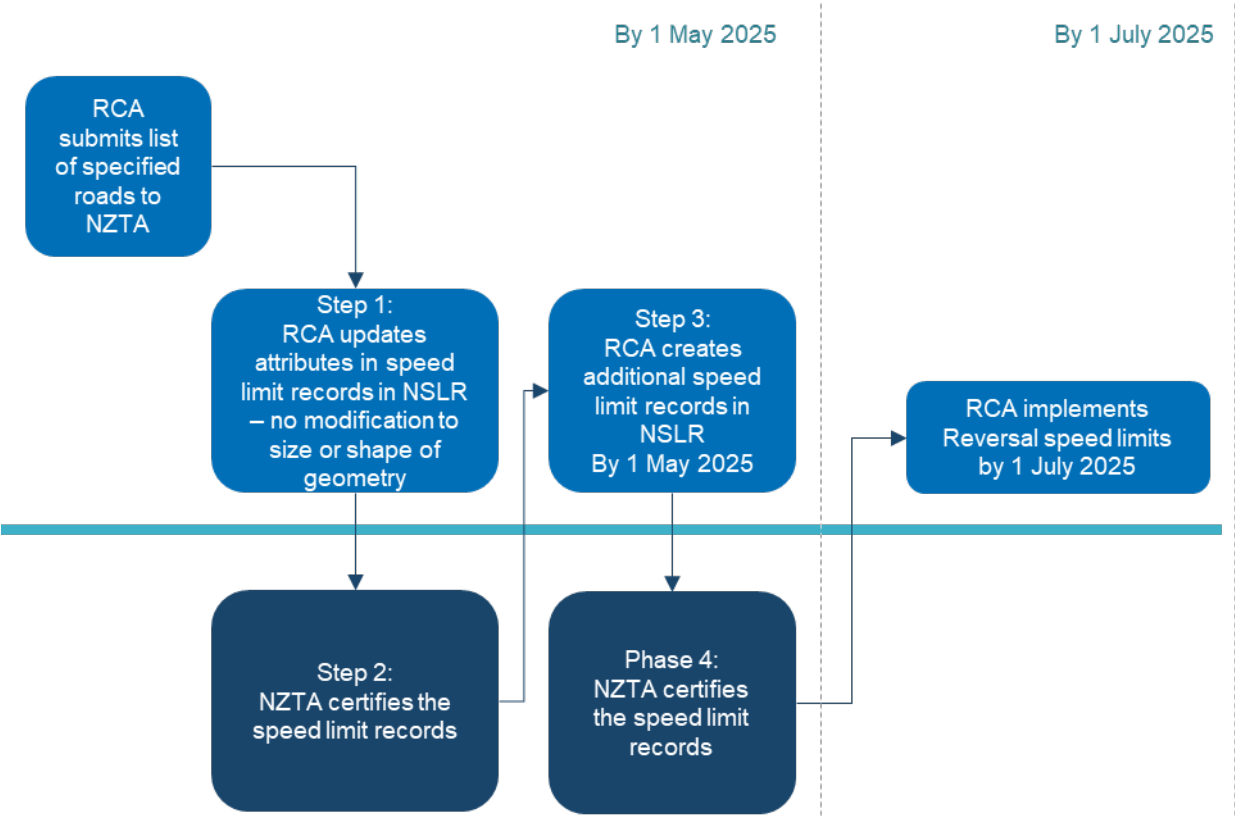 By 1 May 2025
By 1 July 2025
RCA
submits list
of specified
roads to
NZTA
Step 1:
RCA updates
attributes in speed
limit records in NSLR
– no modification to
size or shape of
geometry
Step 2:
NZTA certifies the
speed limit records
Step 3:
RCA creates
additional speed
limit records in
NSLR
By 1 May 2025
Phase 4:
NZTA certifies
the speed limit
records
RCA implements
Reversal speed limits
by 1 July 2025